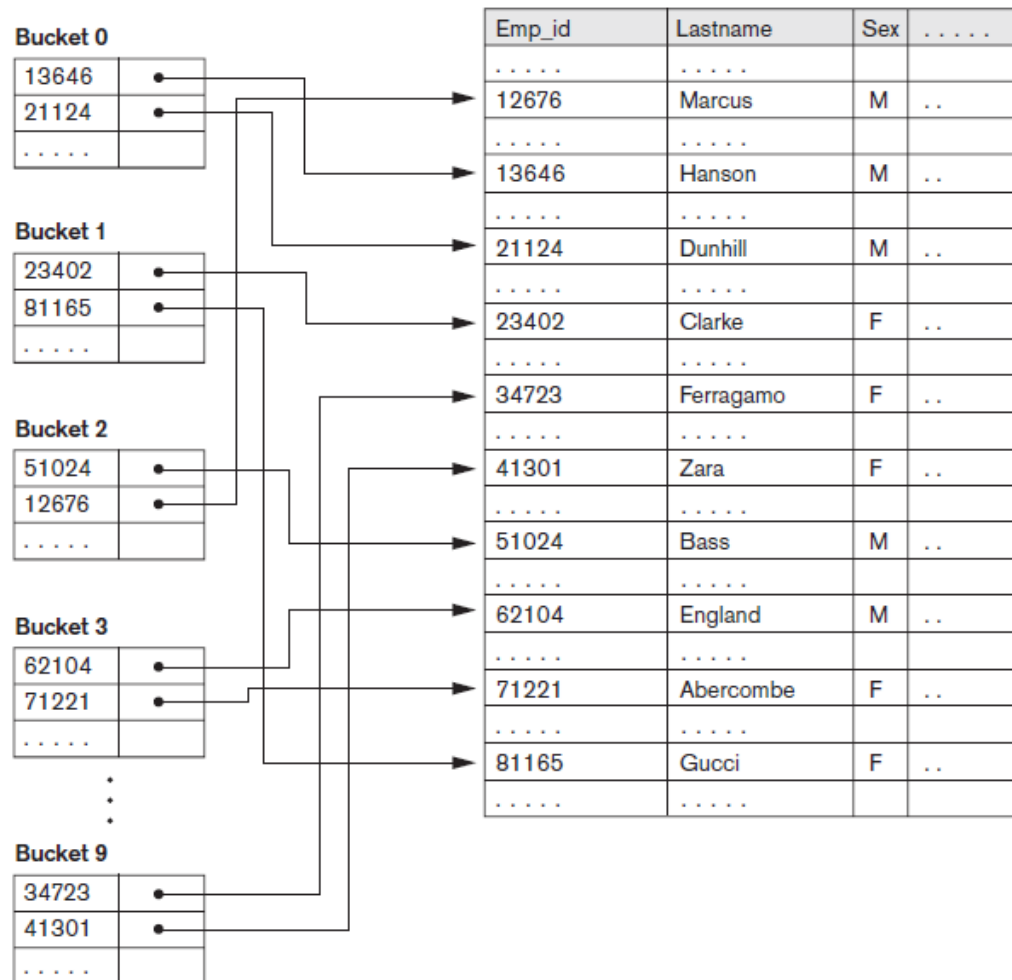 Bucket 0
13646
21124
. . . . .
Bucket 1
23402
81165
. . . . .
Bucket 2
51024
12676
. . . . .
Bucket 3
62104
71221
. . . . .
Bucket 9
34723
41301
. . . . .
Emp_id Lastname Sex . . . . .
. . . . . . . . . .
12676 Marcus M . .
. . . . . . . . . .
13646 Hanson M . .
. . . . . . . . . .
21124 Dunhill M . .
. . . . . . . . . .
23402 Clarke F . .
. . . . . . . . . .
34723 Ferragamo F . .
. . . . . . . . . .
41301 Zara F . .
. . . . . . . . . .
51024 Bass M . .
. . . . . . . . . .
62104 England M . .
. . . . . . . . . .
71221 Abercombe F . .
. . . . . . . . . .
81165 Gucci F . .
. . . . . . . . . .